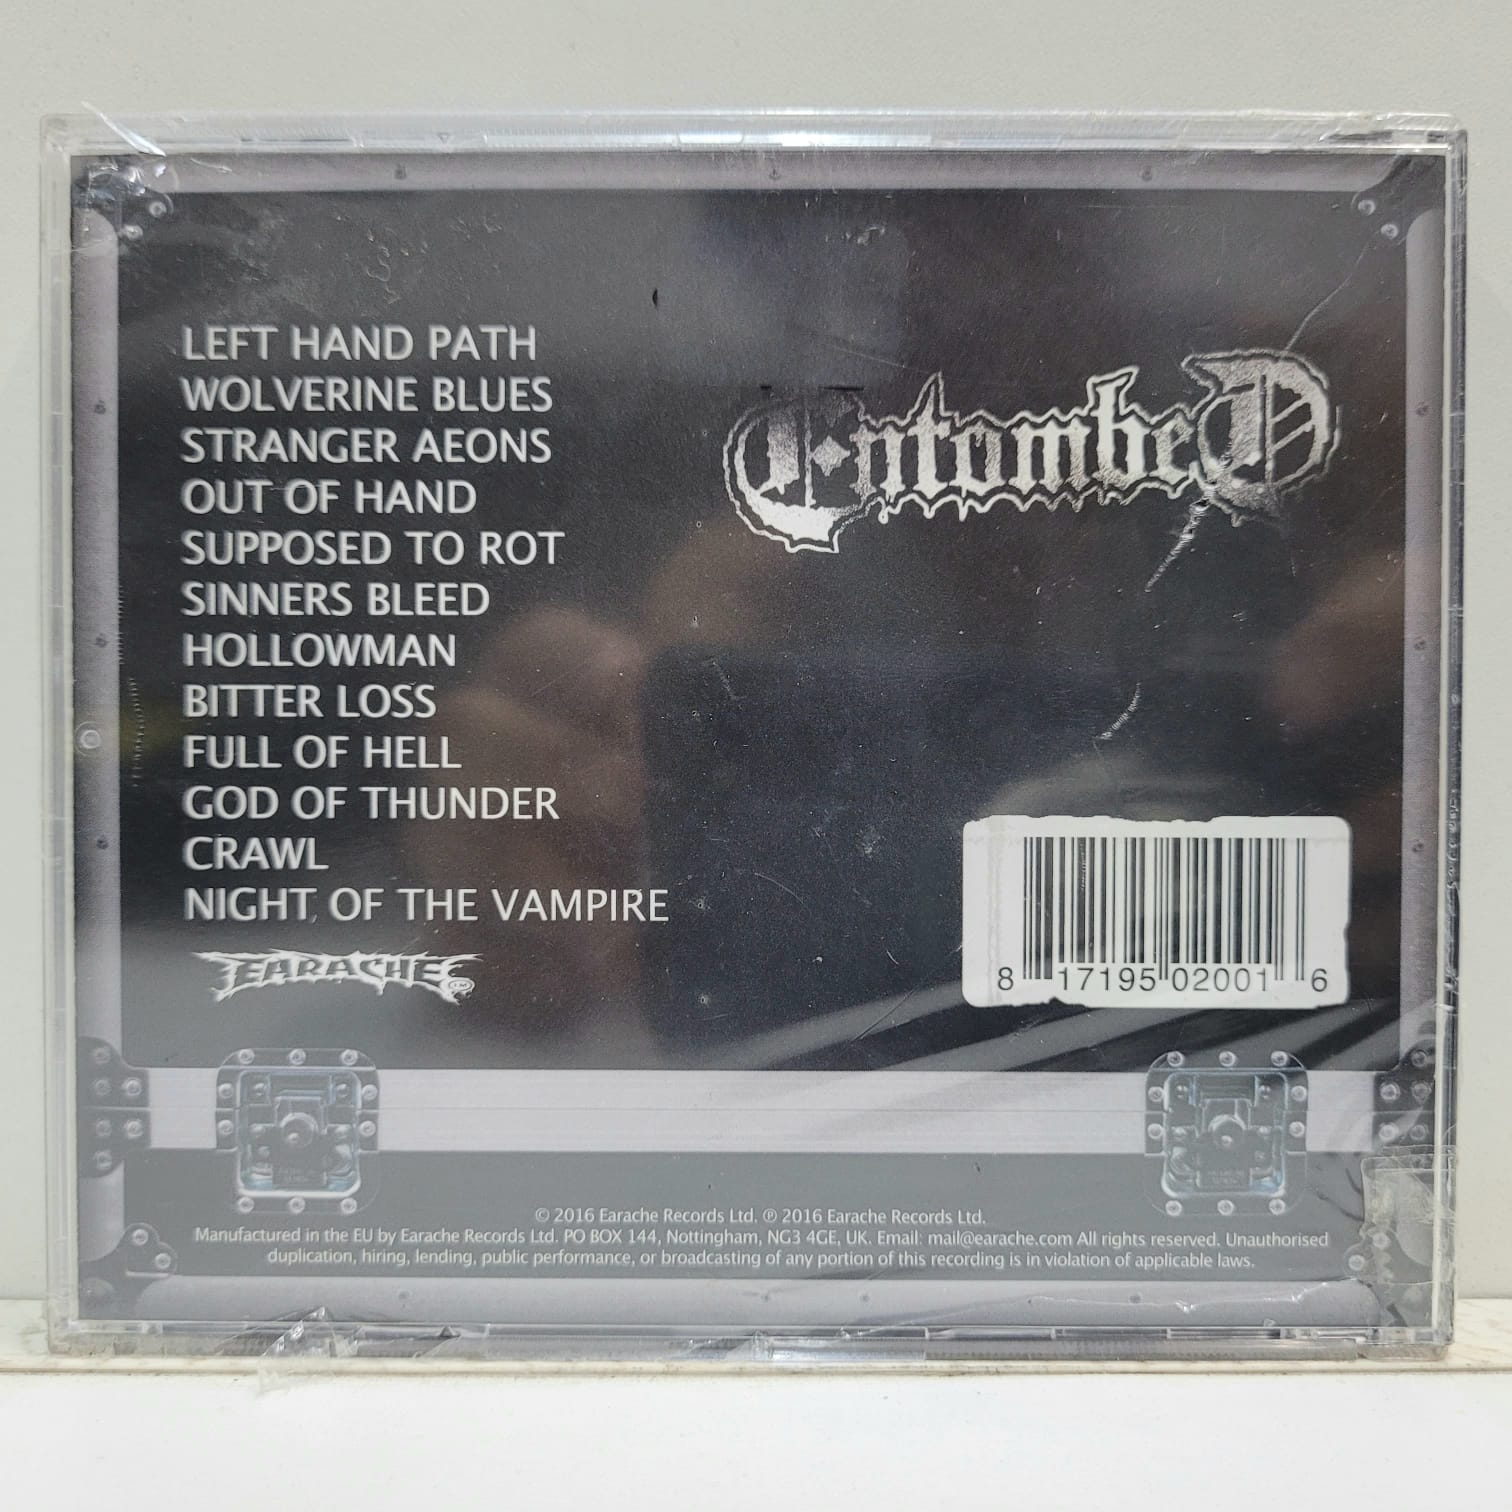 LEFT HAND PATH
WOLVERINE BLUES
STRANGER AEONS
OUT OF HAND
SUPPOSED TO ROT
SINNERS BLEED
HOLLOWMAN
BITTER LOSS
FULL OF HELL
GOD OF THUNDER
CRAWL
NIGHT OF THE VAMPIRE
EARACHE TM
Entombed
8 17195 02001 6
© 2016 Earache Records Ltd. ℗ 2016 Earache Records Ltd.
Manufactured in the EU by Earache Records Ltd. PO BOX 144, Nottingham, NG3 4GE, UK. Email: mail@earache.com All rights reserved. Unauthorised
duplication, hiring, lending, public performance, or broadcasting of any portion of this recording is in violation of applicable laws.